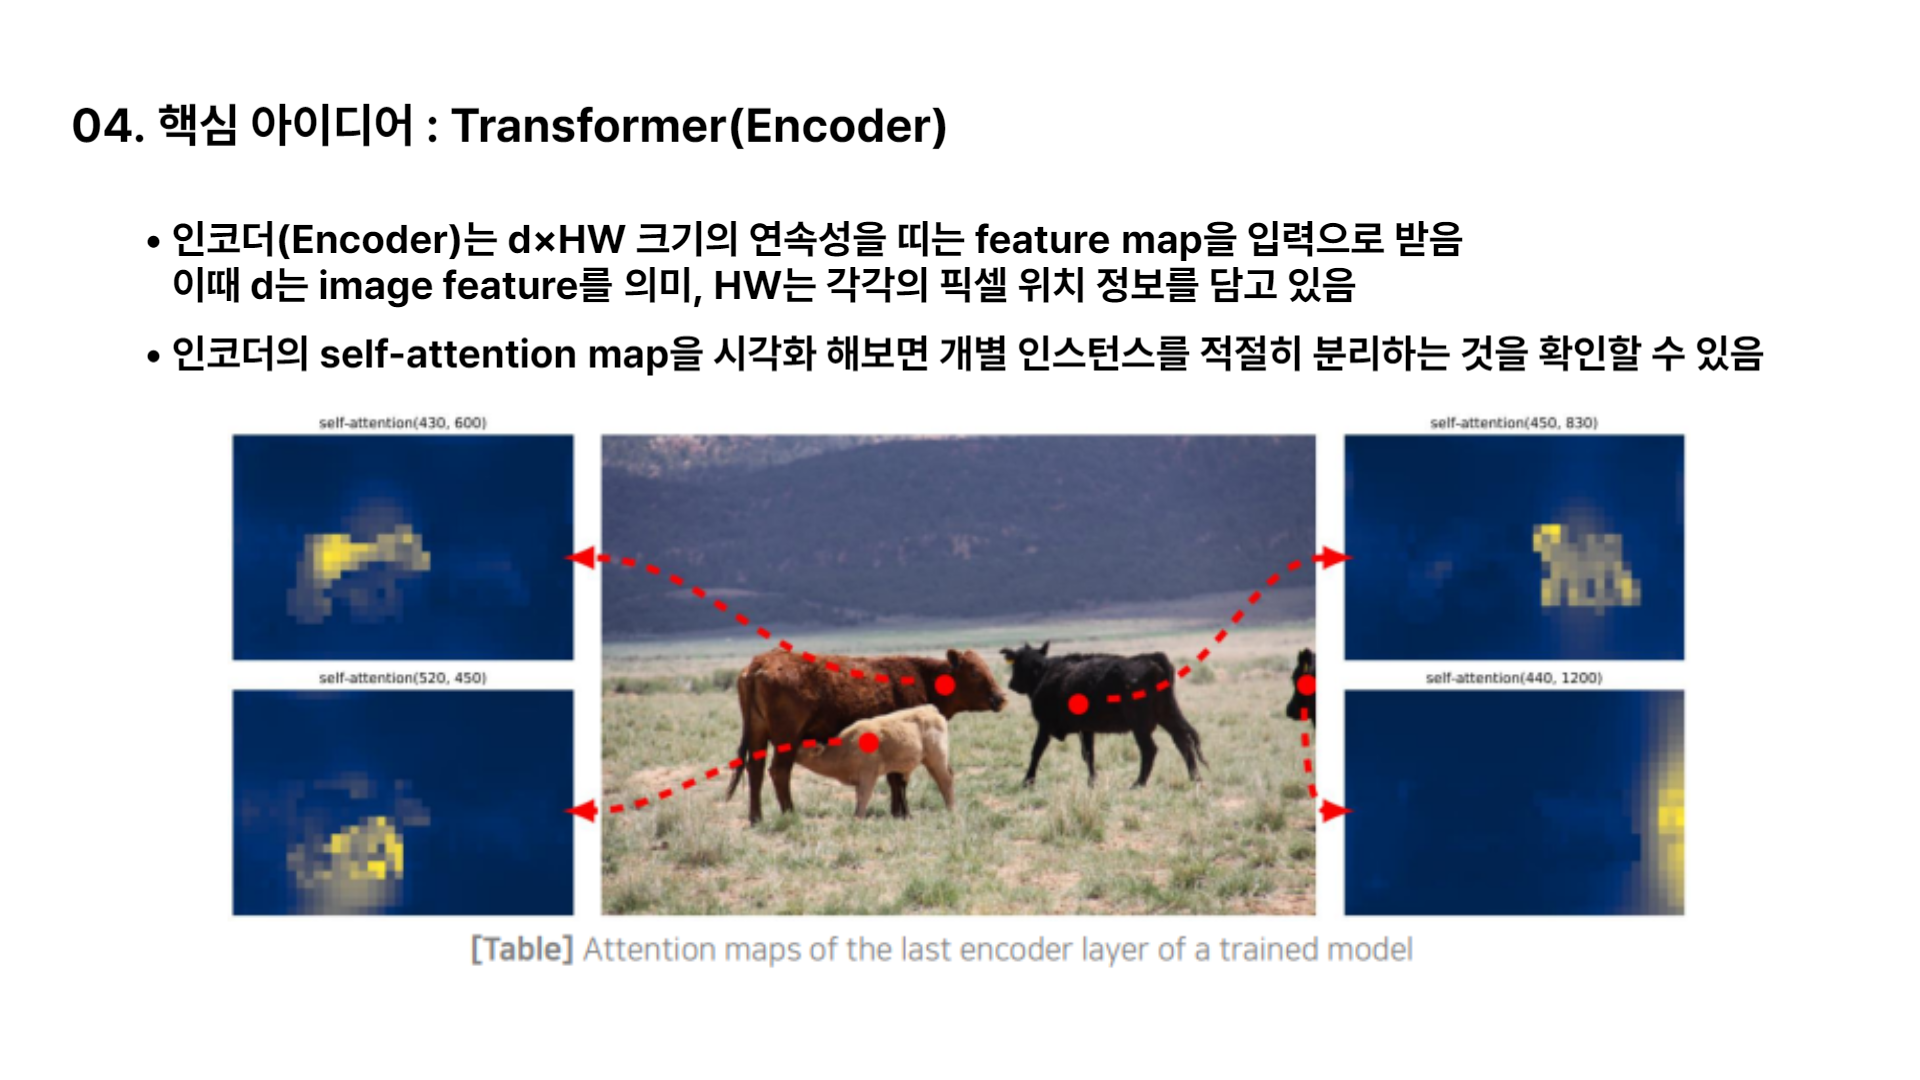 04. 핵심 아이디어 : Transformer(Encoder)
• 인코더(Encoder)는 d×HW 크기의 연속성을 띠는 feature map을 입력으로 받음
이때 d는 image feature를 의미, HW는 각각의 픽셀 위치 정보를 담고 있음
• 인코더의 self-attention map을 시각화 해보면 개별 인스턴스를 적절히 분리하는 것을 확인할 수 있음
self-attention(430, 600)
self-attention(450, 830)
self-attention(520, 450)
self-attention(440, 1200)
[Table] Attention maps of the last encoder layer of a trained model